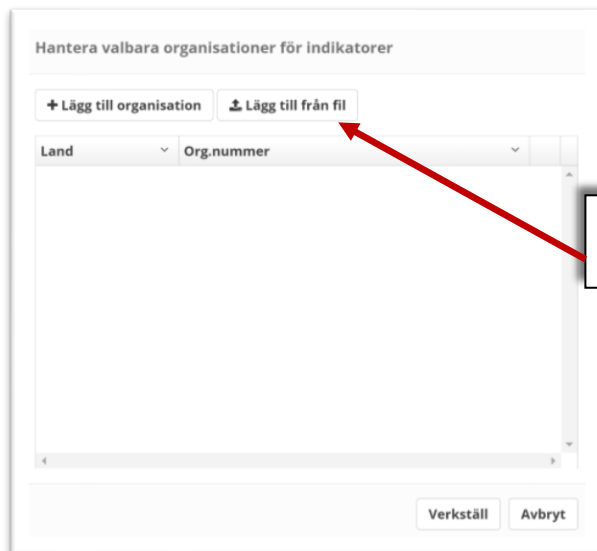 Hantera valbara organisationer för indikatorer
+ Lägg till organisation Lägg till från fil
Land Org.nummer
Verkställ Avbryt